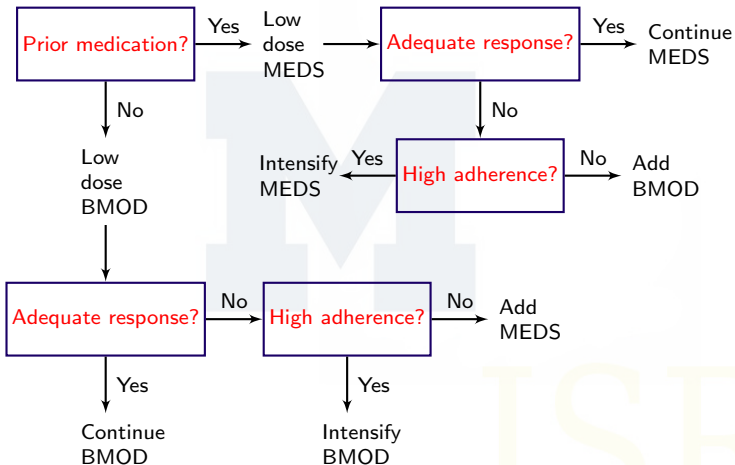 Prior medication?
Yes
Low
dose
MEDS
Adequate response?
Yes
Continue
MEDS
No
No
Low
dose
BMOD
Intensify
MEDS
Yes
High adherence?
No
Add
BMOD
Adequate response?
No
High adherence?
No
Add
MEDS
Yes
Yes
Continue
BMOD
Intensify
BMOD
M